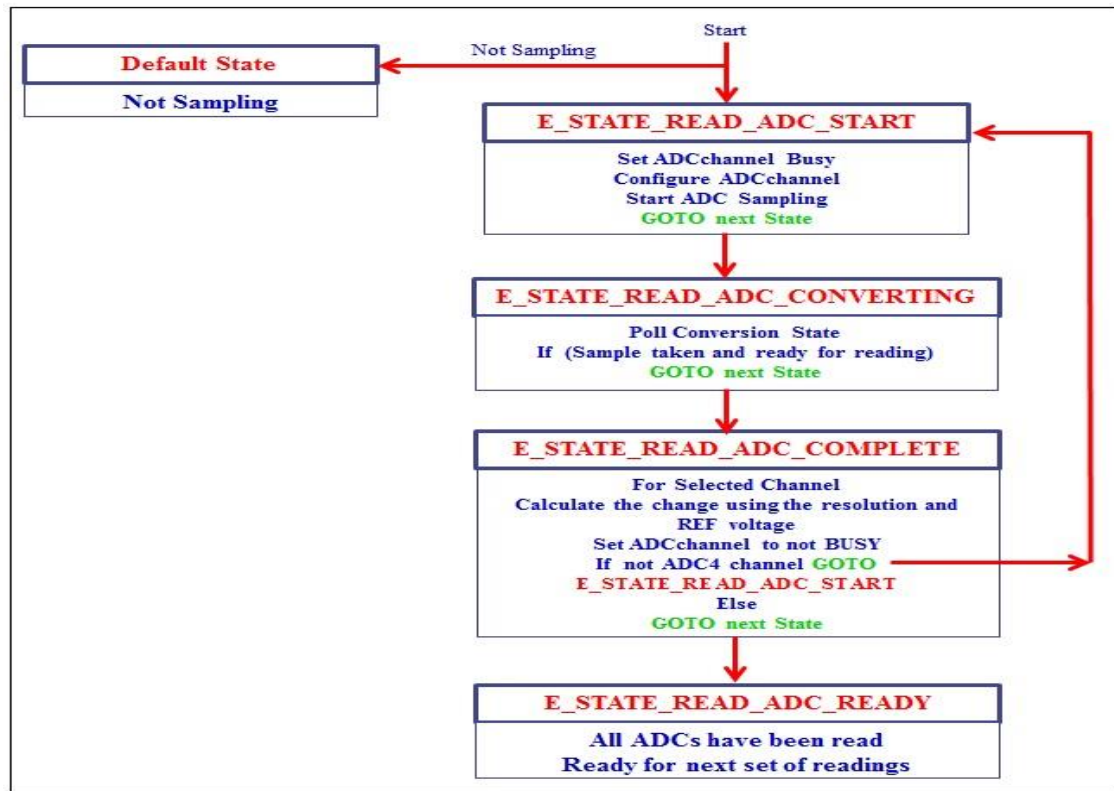 Start
Not Sampling
Default State
Not Sampling
E_STATE_READ_ADC_START
Set ADCchannel Busy
Configure ADCchannel
Start ADC Sampling
GOTO next State
E_STATE_READ_ADC_CONVERTING
Poll Conversion State
If (Sample taken and ready for reading)
GOTO next State
E_STATE_READ_ADC_COMPLETE
For Selected Channel
Calculate the change using the resolution and
REF voltage
Set ADCchannel to not BUSY
If not ADC4 channel GOTO
E_STATE_READ_ADC_START
Else
GOTO next State
E_STATE_READ_ADC_READY
All ADCs have been read
Ready for next set of readings